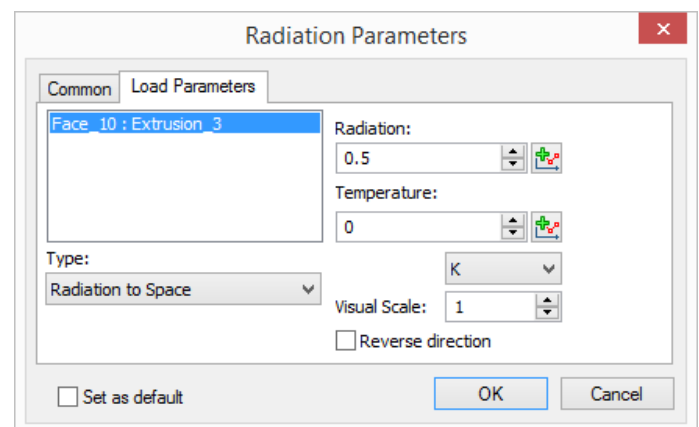 Radiation Parameters
Common
Load Parameters
Face_10 : Extrusion_3
Radiation:
0.5
Temperature:
0
Type:
K
Radiation to Space
Visual Scale: 1
Reverse direction
Set as default
OK
Cancel